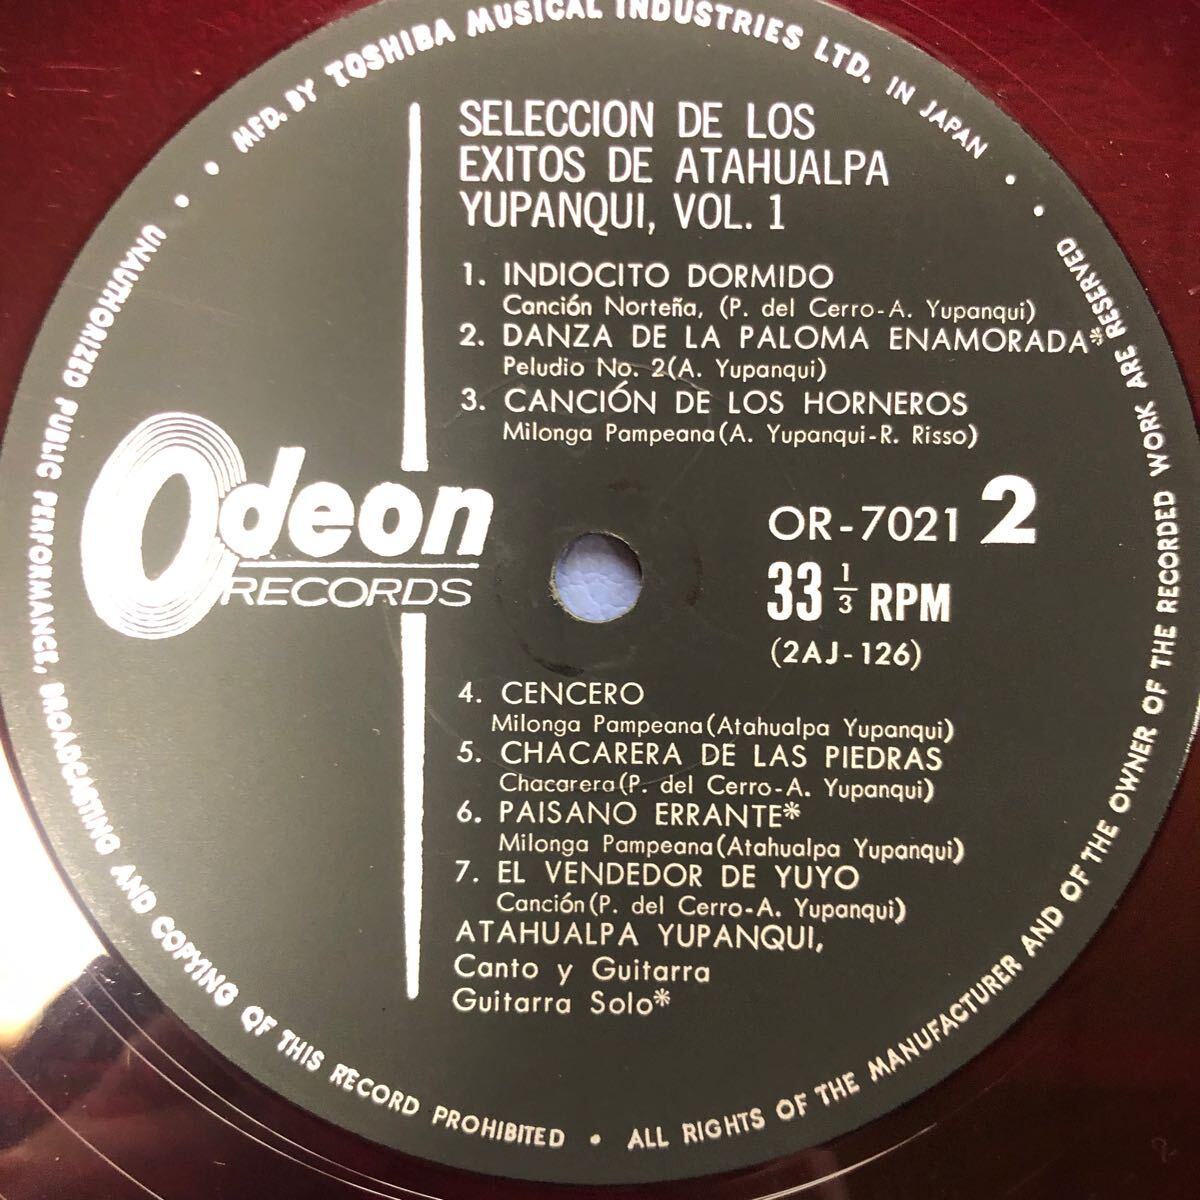 MFD. BY TOSHIBA MUSICAL INDUSTRIES LTD. IN JAPAN
SELECCION DE LOS
EXITOS DE ATAHUALPA
YUPANQUI, VOL. 1
1. INDIOCITO DORMIDO
Canción Norteña, (P. del Cerro-A. Yupanqui)
2. DANZA DE LA PALOMA ENAMORADA*
Peludio No. 2(A. Yupanqui)
3. CANCIÓN DE LOS HORNEROS
Milonga Pampeana(A. Yupanqui-R. Risso)
Odeon
RECORDS
OR-7021 2
33 1/3 RPM
(2AJ-126)
4. CENCERO
Milonga Pampeana(Atahualpa Yupanqui)
5. CHACARERA DE LAS PIEDRAS
Chacarera(P. del Cerro-A. Yupanqui)
6. PAISANO ERRANTE*
Milonga Pampeana(Atahualpa Yupanqui)
7. EL VENDEDOR DE YUYO
Canción(P. del Cerro-A. Yupanqui)
ATAHUALPA YUPANQUI,
Canto y Guitarra
Guitarra Solo*
UNAUTHORIZED PUBLIC PERFORMANCE, BROADCASTING AND COPYING OF THIS RECORD PROHIBITED • ALL RIGHTS OF THE MANUFACTURER AND OF THE OWNER OF THE RECORDED WORK ARE RESERVED